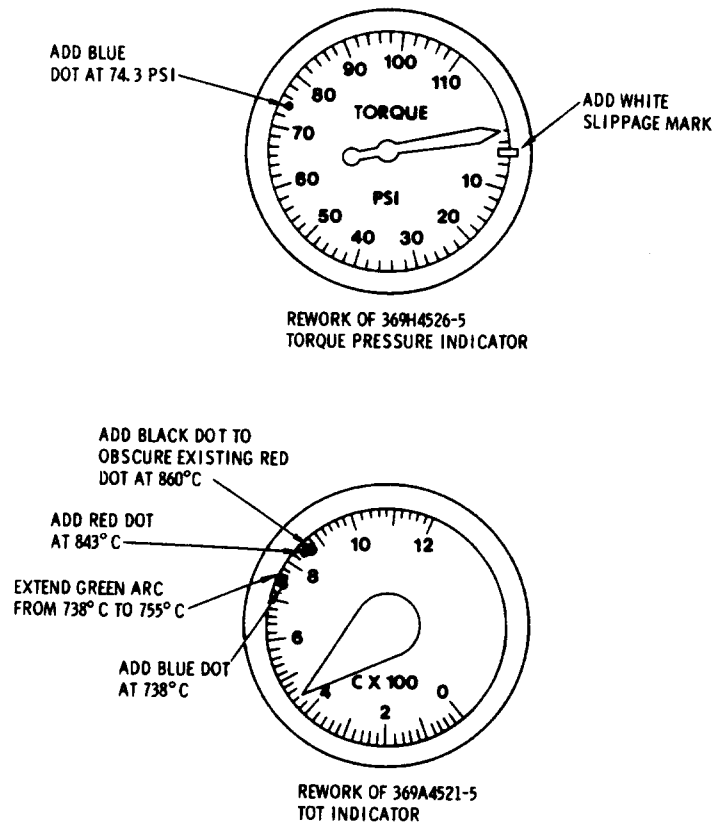 ADD BLUE
DOT AT 74.3 PSI
ADD WHITE
SLIPPAGE MARK
TORQUE
PSI
10
20
30
40
50
60
70
80
90
100
110
REWORK OF 369H4526-5
TORQUE PRESSURE INDICATOR
ADD BLACK DOT TO
OBSCURE EXISTING RED
DOT AT 860°C
ADD RED DOT
AT 843° C
EXTEND GREEN ARC
FROM 738° C TO 755° C
ADD BLUE DOT
AT 738°C
C X 100
0
2
4
6
8
10
12
REWORK OF 369A4521-5
TOT INDICATOR